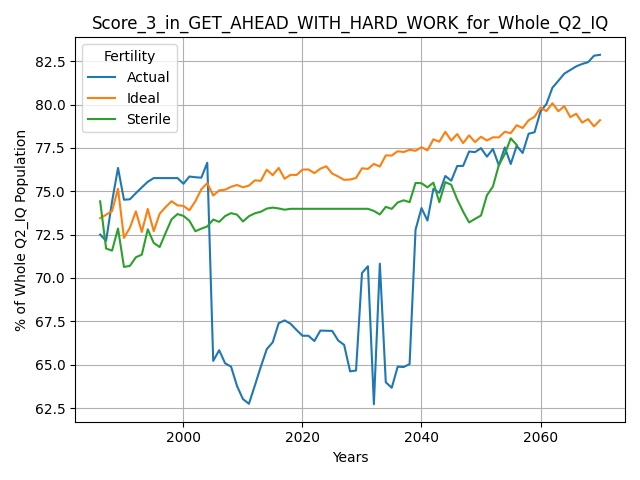 Score_3_in_GET_AHEAD_WITH_HARD_WORK_for_Whole_Q2_IQ
Fertility
Actual
Ideal
Sterile
% of Whole Q2_IQ Population
82.5
80.0
77.5
75.0
72.5
70.0
67.5
65.0
62.5
2000
2020
2040
2060
Years